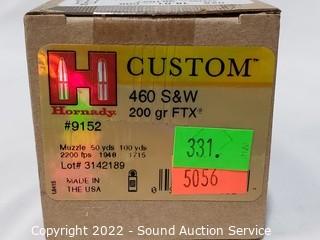 H CUSTOM™
Hornady
460 S&W
200 gr FTX®
#9152
Muzzle 50 yds 100 yds
2200 fps 1948 1715
Lot # 3142189
331.
5056
MADE IN
THE USA
Copyright 2022 - Sound Auction Service